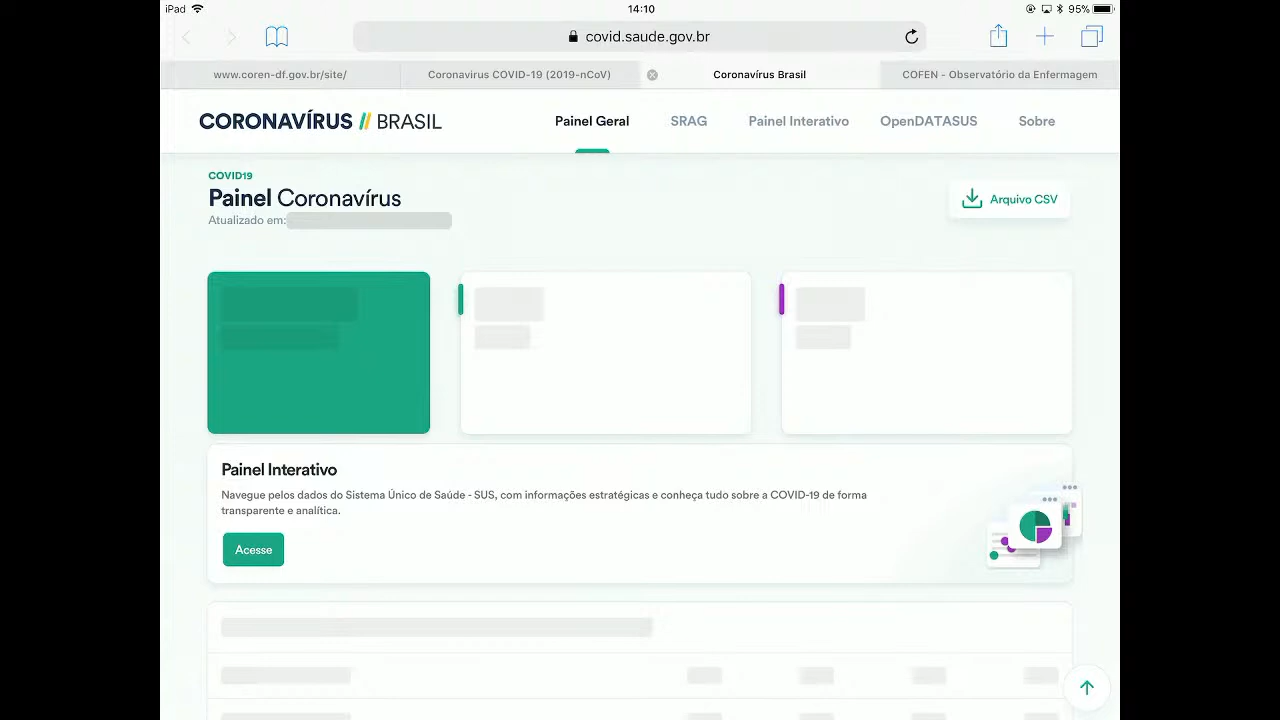 iPad
14:10
95%
covid.saude.gov.br
www.coren-df.gov.br/site/
Coronavirus COVID-19 (2019-nCoV)
Coronavírus Brasil
COFEN - Observatório da Enfermagem
CORONAVÍRUS // BRASIL
Painel Geral
SRAG
Painel Interativo
OpenDATASUS
Sobre
COVID19
Painel Coronavírus
Atualizado em:
Arquivo CSV
Painel Interativo
Navegue pelos dados do Sistema Único de Saúde - SUS, com informações estratégicas e conheça tudo sobre a COVID-19 de forma
transparente e analítica.
Acesse